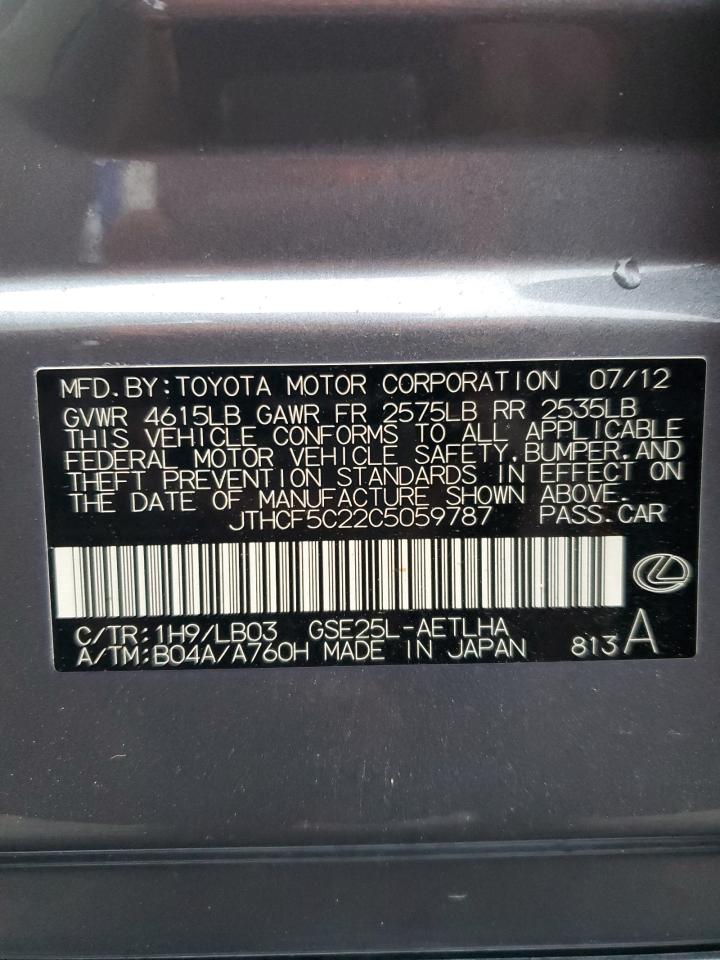 MFD.BY:TOYOTA MOTOR CORPORATION 07/12
GVWR 4615LB GAWR FR 2575LB RR 2535LB
THIS VEHICLE CONFORMS TO ALL APPLICABLE
FEDERAL MOTOR VEHICLE SAFETY,BUMPER,AND
THEFT PREVENTION STANDARDS IN EFFECT ON
THE DATE OF MANUFACTURE SHOWN ABOVE.
JTHCF5C22C5059787 PASS.CAR
C/TR:1H9/LB03 GSE25L-AETLHA
A/TM:B04A/A760H MADE IN JAPAN 813 A